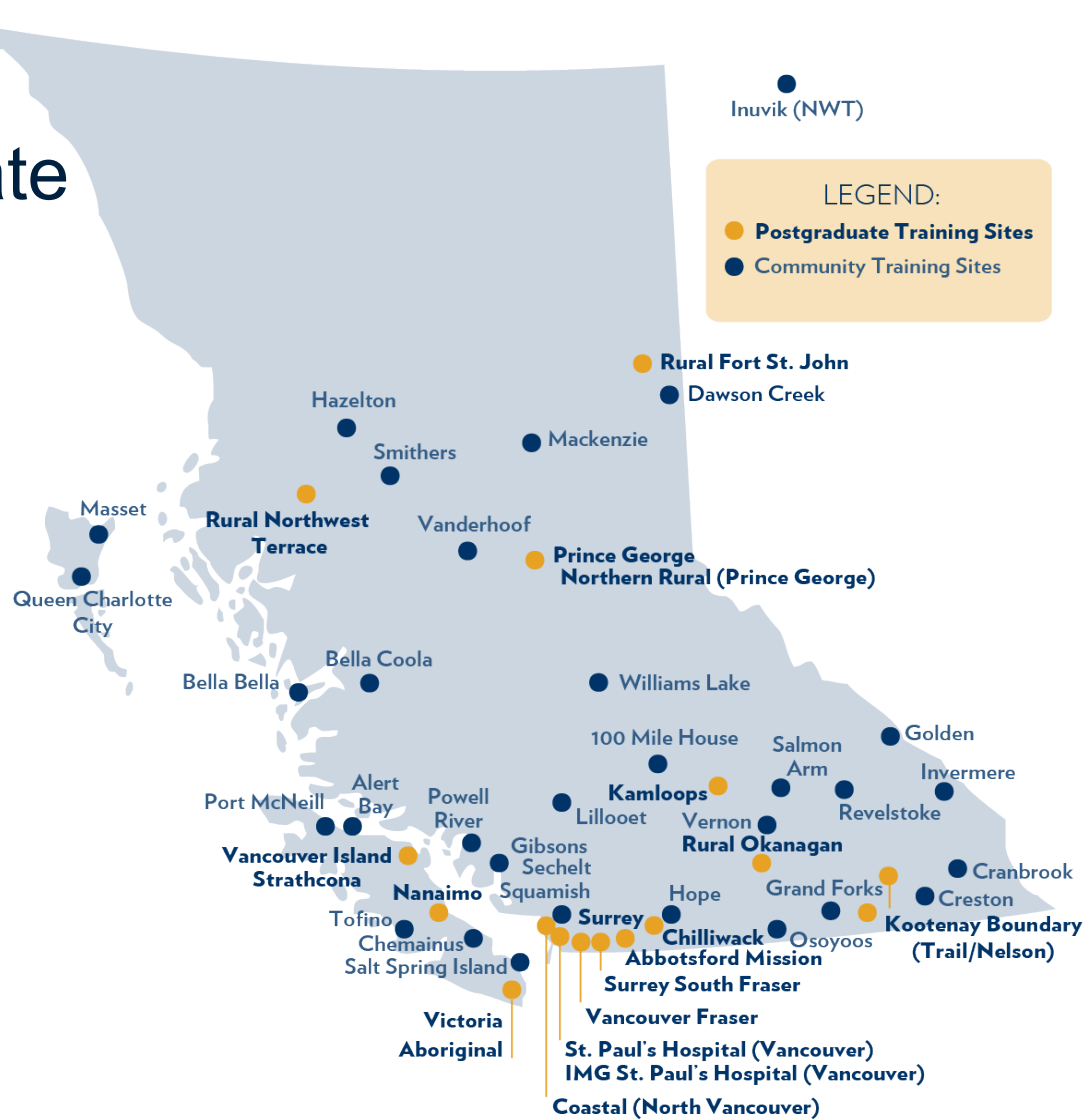 ate
Inuvik (NWT)
LEGEND:
Postgraduate Training Sites
Community Training Sites
Rural Fort St. John
Dawson Creek
Hazelton
Mackenzie
Smithers
Masset
Rural Northwest
Terrace
Vanderhoof
Prince George
Northern Rural (Prince George)
Queen Charlotte
City
Bella Coola
Bella Bella
Williams Lake
Golden
100 Mile House
Salmon
Arm
Invermere
Alert
Bay
Port McNeill
Powell
River
Kamloops
Lillooet
Revelstoke
Vernon
Rural Okanagan
Vancouver Island
Strathcona
Gibsons
Sechelt
Squamish
Cranbrook
Nanaimo
Hope
Grand Forks
Creston
Tofino
Surrey
Kootenay Boundary
(Trail/Nelson)
Chemainus
Chilliwack
Osoyoos
Salt Spring Island
Abbotsford Mission
Surrey South Fraser
Victoria
Aboriginal
Vancouver Fraser
St. Paul's Hospital (Vancouver)
IMG St. Paul's Hospital (Vancouver)
Coastal (North Vancouver)